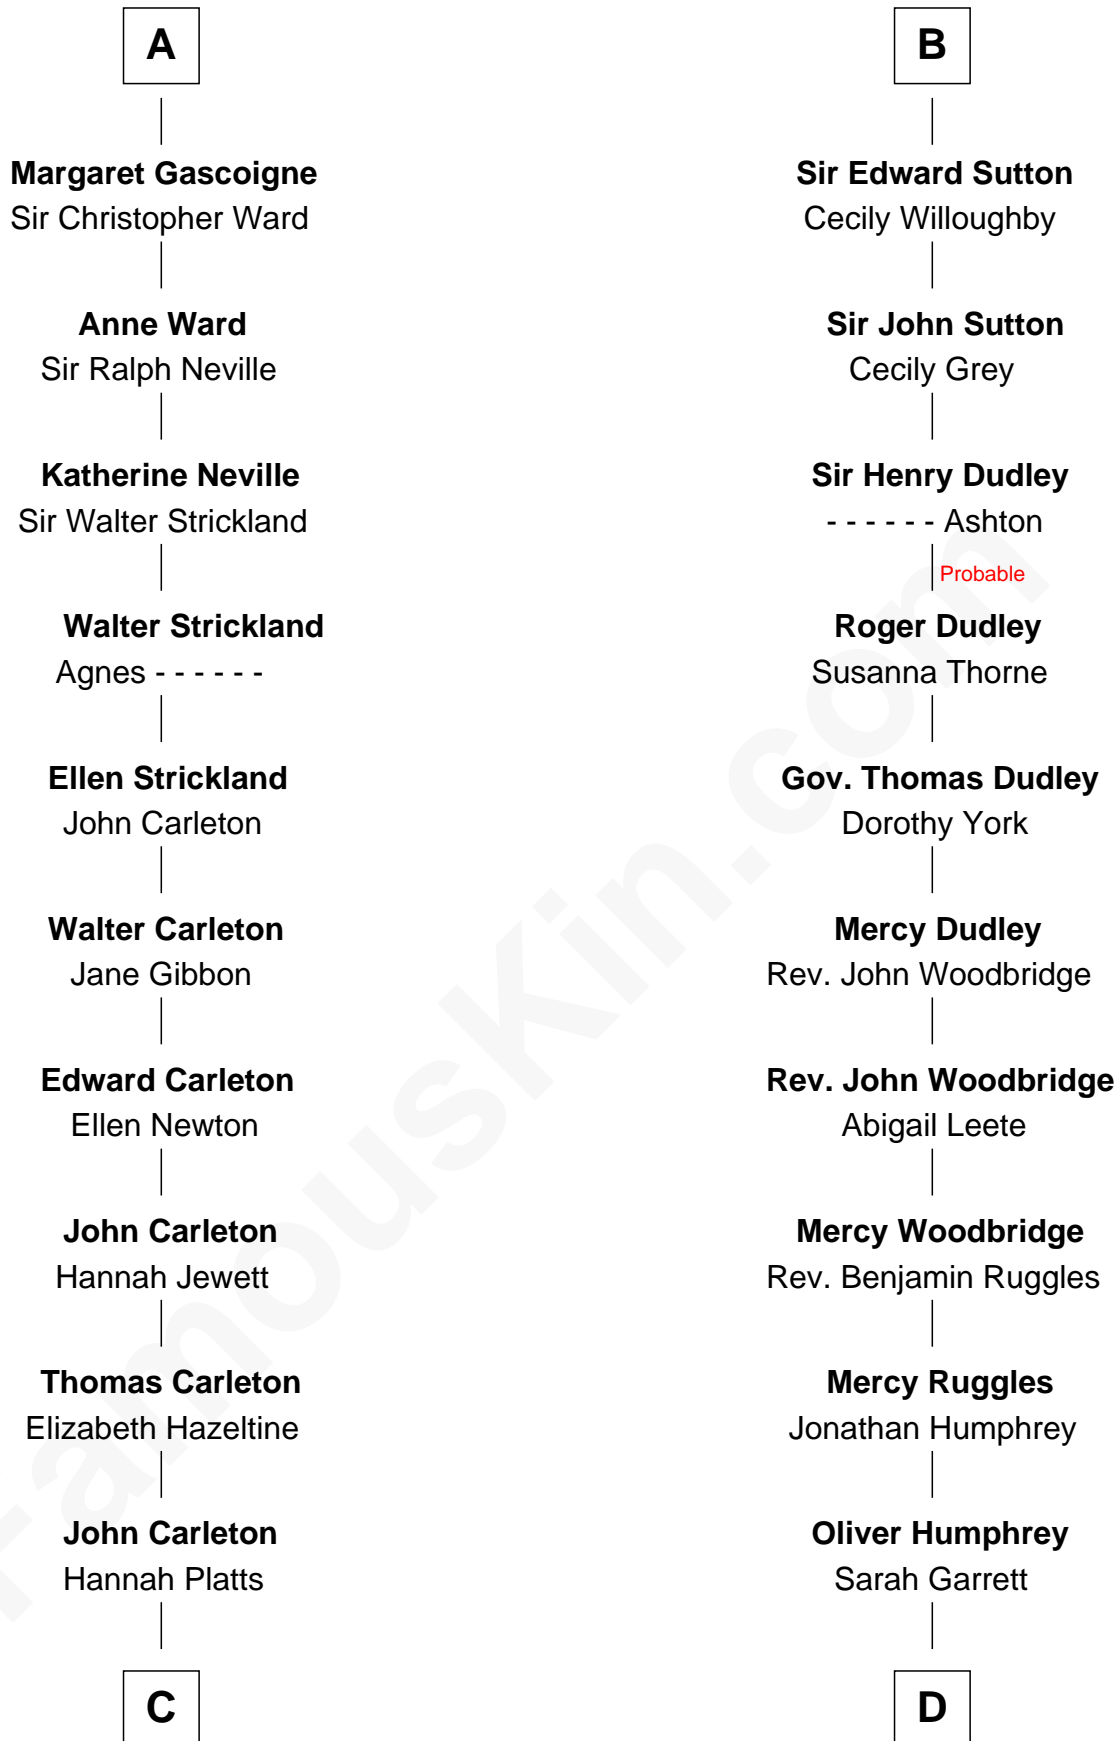 A
Margaret Gascoigne
Sir Christopher Ward
Anne Ward
Sir Ralph Neville
Katherine Neville
Sir Walter Strickland
Walter Strickland
Agnes - - - - - -
Ellen Strickland
John Carleton
Walter Carleton
Jane Gibbon
Edward Carleton
Ellen Newton
John Carleton
Hannah Jewett
Thomas Carleton
Elizabeth Hazeltine
John Carleton
Hannah Platts
C
B
Sir Edward Sutton
Cecily Willoughby
Sir John Sutton
Cecily Grey
Sir Henry Dudley
- - - - - - Ashton
Probable
Roger Dudley
Susanna Thorne
Gov. Thomas Dudley
Dorothy York
Mercy Dudley
Rev. John Woodbridge
Rev. John Woodbridge
Abigail Leete
Mercy Woodbridge
Rev. Benjamin Ruggles
Mercy Ruggles
Jonathan Humphrey
Oliver Humphrey
Sarah Garrett
D
FamousKin.com